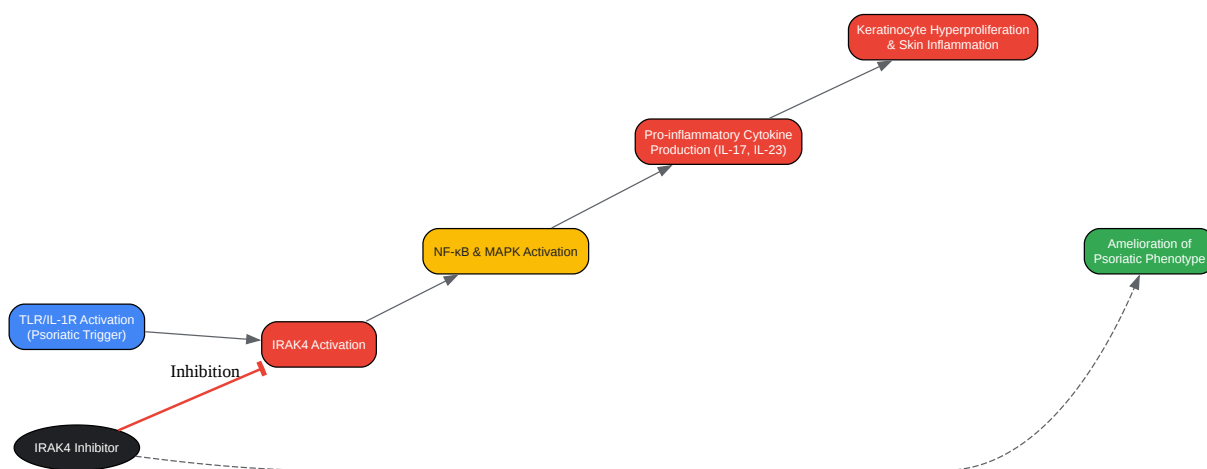 Keratinocyte Hyperproliferation
& Skin Inflammation
Pro-inflammatory Cytokine
Production (IL-17, IL-23)
NF-κB & MAPK Activation
Amelioration of
Psoriatic Phenotype
TLR/IL-1R Activation
(Psoriatic Trigger)
IRAK4 Activation
Inhibition
IRAK4 Inhibitor